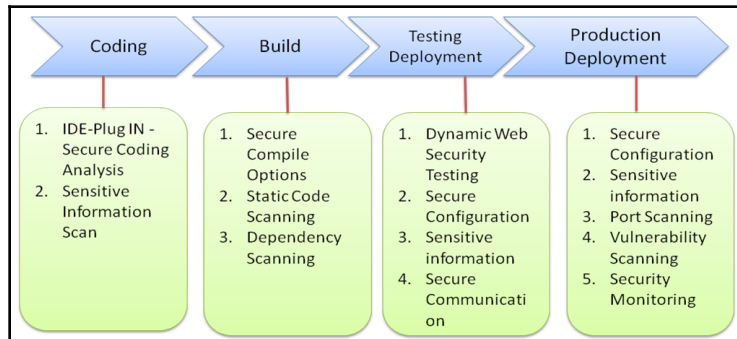 Coding
Build
Testing
Deployment
Production
Deployment
1. IDE-Plug IN -
Secure Coding
Analysis
2. Sensitive
Information
Scan
1. Secure
Compile
Options
2. Static Code
Scanning
3. Dependency
Scanning
1. Dynamic Web
Security
Testing
2. Secure
Configuration
3. Sensitive
information
4. Secure
Communicati
on
1. Secure
Configuration
2. Sensitive
information
3. Port Scanning
4. Vulnerability
Scanning
5. Security
Monitoring